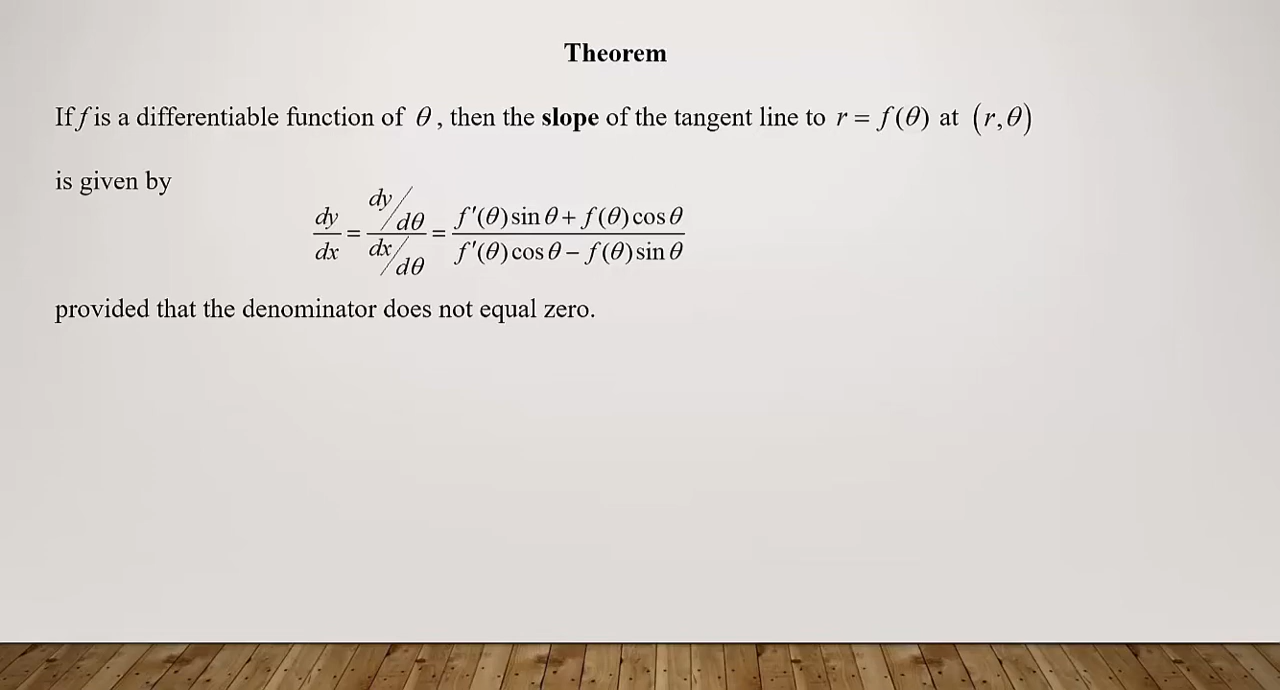 Theorem
If f is a differentiable function of θ, then the slope of the tangent line to r = f(θ) at (r,θ)
is given by
dy/dx = (dy/dθ)/(dx/dθ) = (f'(θ) sin θ + f(θ) cos θ)/(f'(θ) cos θ − f(θ) sin θ)
provided that the denominator does not equal zero.